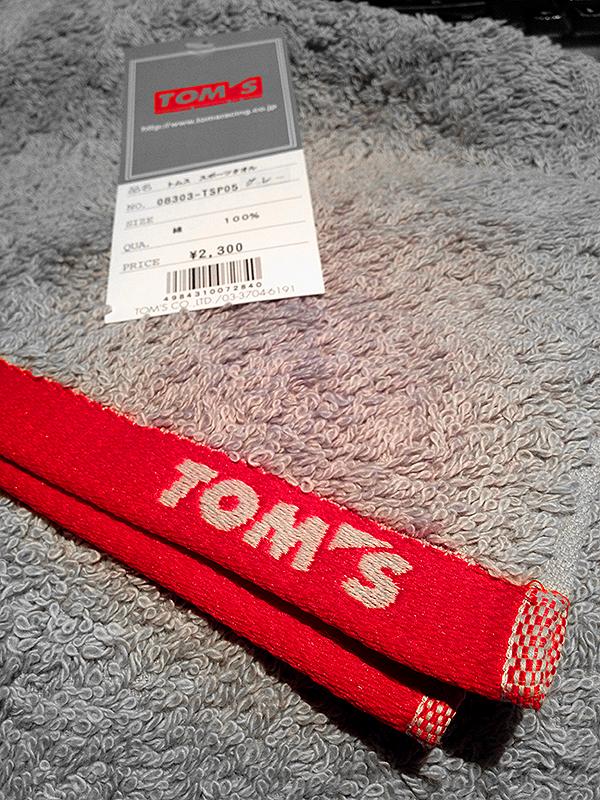 TOM'S
http://www.tomsracing.co.jp
品名 トムス スポーツタオル
NO. 08303-TSP05 グレー
SIZE
綿 100%
QUA.
PRICE ¥2,300
4984310072840
TOM'S CO.,LTD./03-3704-6191
TOM'S